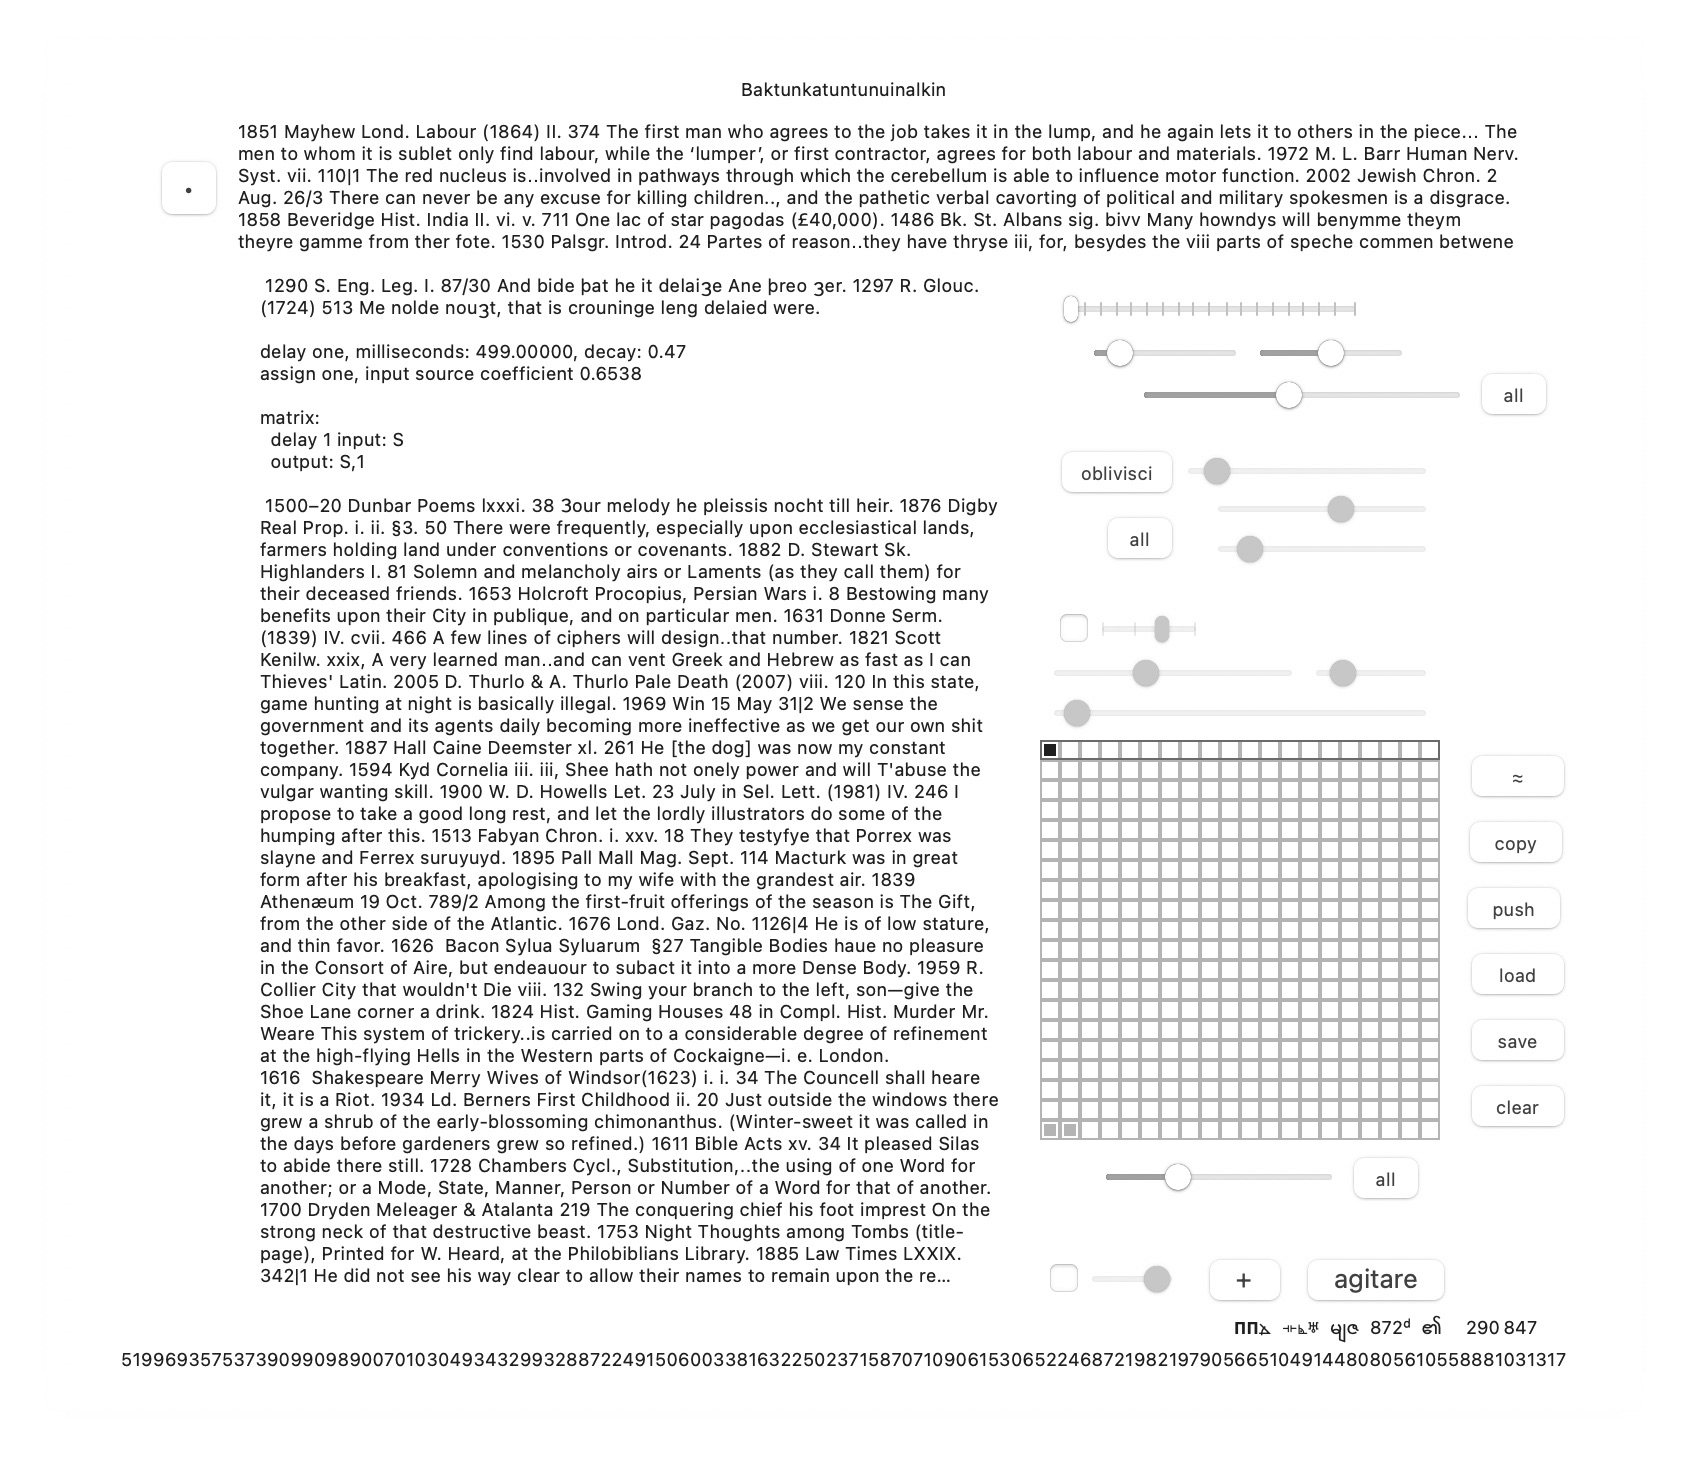 Baktunkatuntunuinalkin
1851 Mayhew Lond. Labour (1864) II. 374 The first man who agrees to the job takes it in the lump, and he again lets it to others in the piece... The
men to whom it is sublet only find labour, while the ‘lumper’, or first contractor, agrees for both labour and materials. 1972 M. L. Barr Human Nerv.
Syst. vii. 110|1 The red nucleus is..involved in pathways through which the cerebellum is able to influence motor function. 2002 Jewish Chron. 2
Aug. 26/3 There can never be any excuse for killing children.., and the pathetic verbal cavorting of political and military spokesmen is a disgrace.
1858 Beveridge Hist. India II. vi. v. 711 One lac of star pagodas (£40,000). 1486 Bk. St. Albans sig. bivv Many howndys will benymme theym
theyre gamme from ther fote. 1530 Palsgr. Introd. 24 Partes of reason..they have thryse iii, for, besydes the viii parts of speche commen betwene
1290 S. Eng. Leg. I. 87/30 And bide þat he it delaiȝe Ane þreo ȝer. 1297 R. Glouc.
(1724) 513 Me nolde nouȝt, that is crouninge leng delaied were.
delay one, milliseconds: 499.00000, decay: 0.47
assign one, input source coefficient 0.6538
all
matrix:
delay 1 input: S
output: S,1
oblivisci
all
1500–20 Dunbar Poems lxxxi. 38 Ȝour melody he pleissis nocht till heir. 1876 Digby
Real Prop. i. ii. §3. 50 There were frequently, especially upon ecclesiastical lands,
farmers holding land under conventions or covenants. 1882 D. Stewart Sk.
Highlanders I. 81 Solemn and melancholy airs or Laments (as they call them) for
their deceased friends. 1653 Holcroft Procopius, Persian Wars i. 8 Bestowing many
benefits upon their City in publique, and on particular men. 1631 Donne Serm.
(1839) IV. cvii. 466 A few lines of ciphers will design..that number. 1821 Scott
Kenilw. xxix, A very learned man..and can vent Greek and Hebrew as fast as I can
Thieves' Latin. 2005 D. Thurlo & A. Thurlo Pale Death (2007) viii. 120 In this state,
game hunting at night is basically illegal. 1969 Win 15 May 31|2 We sense the
government and its agents daily becoming more ineffective as we get our own shit
together. 1887 Hall Caine Deemster xl. 261 He [the dog] was now my constant
company. 1594 Kyd Cornelia iii. iii, Shee hath not onely power and will T'abuse the
vulgar wanting skill. 1900 W. D. Howells Let. 23 July in Sel. Lett. (1981) IV. 246 I
propose to take a good long rest, and let the lordly illustrators do some of the
humping after this. 1513 Fabyan Chron. i. xxv. 18 They testyfye that Porrex was
slayne and Ferrex suruyuyd. 1895 Pall Mall Mag. Sept. 114 Macturk was in great
form after his breakfast, apologising to my wife with the grandest air. 1839
Athenæum 19 Oct. 789/2 Among the first-fruit offerings of the season is The Gift,
from the other side of the Atlantic. 1676 Lond. Gaz. No. 1126|4 He is of low stature,
and thin favor. 1626 Bacon Sylua Syluarum §27 Tangible Bodies haue no pleasure
in the Consort of Aire, but endeauour to subact it into a more Dense Body. 1959 R.
Collier City that wouldn't Die viii. 132 Swing your branch to the left, son—give the
Shoe Lane corner a drink. 1824 Hist. Gaming Houses 48 in Compl. Hist. Murder Mr.
Weare This system of trickery..is carried on to a considerable degree of refinement
at the high-flying Hells in the Western parts of Cockaigne—i. e. London.
1616 Shakespeare Merry Wives of Windsor(1623) i. i. 34 The Councell shall heare
it, it is a Riot. 1934 Ld. Berners First Childhood ii. 20 Just outside the windows there
grew a shrub of the early-blossoming chimonanthus. (Winter-sweet it was called in
the days before gardeners grew so refined.) 1611 Bible Acts xv. 34 It pleased Silas
to abide there still. 1728 Chambers Cycl., Substitution,..the using of one Word for
another; or a Mode, State, Manner, Person or Number of a Word for that of another.
1700 Dryden Meleager & Atalanta 219 The conquering chief his foot imprest On the
strong neck of that destructive beast. 1753 Night Thoughts among Tombs (title-
page), Printed for W. Heard, at the Philobiblians Library. 1885 Law Times LXXIX.
342|1 He did not see his way clear to allow their names to remain upon the re...
≈
copy
push
load
save
clear
all
+
agitare
872ᵈ 290 847
51996935753739099098900701030493432993288722491506003381632250237158707109061530652246872198219790566510491448080561055888103​1317